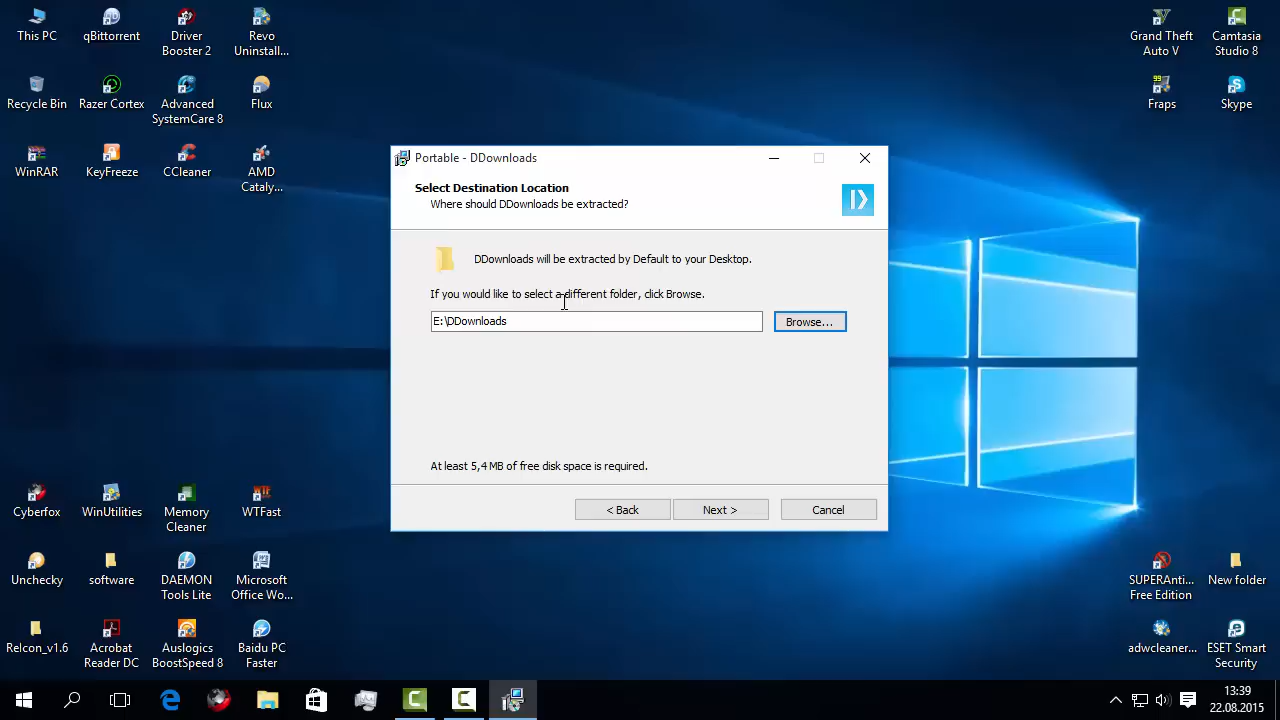 This PC
qBittorrent
Driver
Booster 2
Revo
Uninstall...
Grand Theft
Auto V
Camtasia
Studio 8
Recycle Bin
Razer Cortex
Advanced
SystemCare 8
Flux
99
Fraps
Skype
WinRAR
KeyFreeze
CCleaner
AMD
Cataly...
Portable - DDownloads
Select Destination Location
Where should DDownloads be extracted?
DDownloads will be extracted by Default to your Desktop.
If you would like to select a different folder, click Browse.
E:\DDownloads
Browse...
At least 5,4 MB of free disk space is required.
< Back
Next >
Cancel
Cyberfox
WinUtilities
Memory
Cleaner
WTFast
Unchecky
software
DAEMON
Tools Lite
Microsoft
Office Wo...
SUPERAnti...
Free Edition
New folder
Relcon_v1.6
Acrobat
Reader DC
Auslogics
BoostSpeed 8
Baidu PC
Faster
adwcleaner...
ESET Smart
Security
13:39
22.08.2015